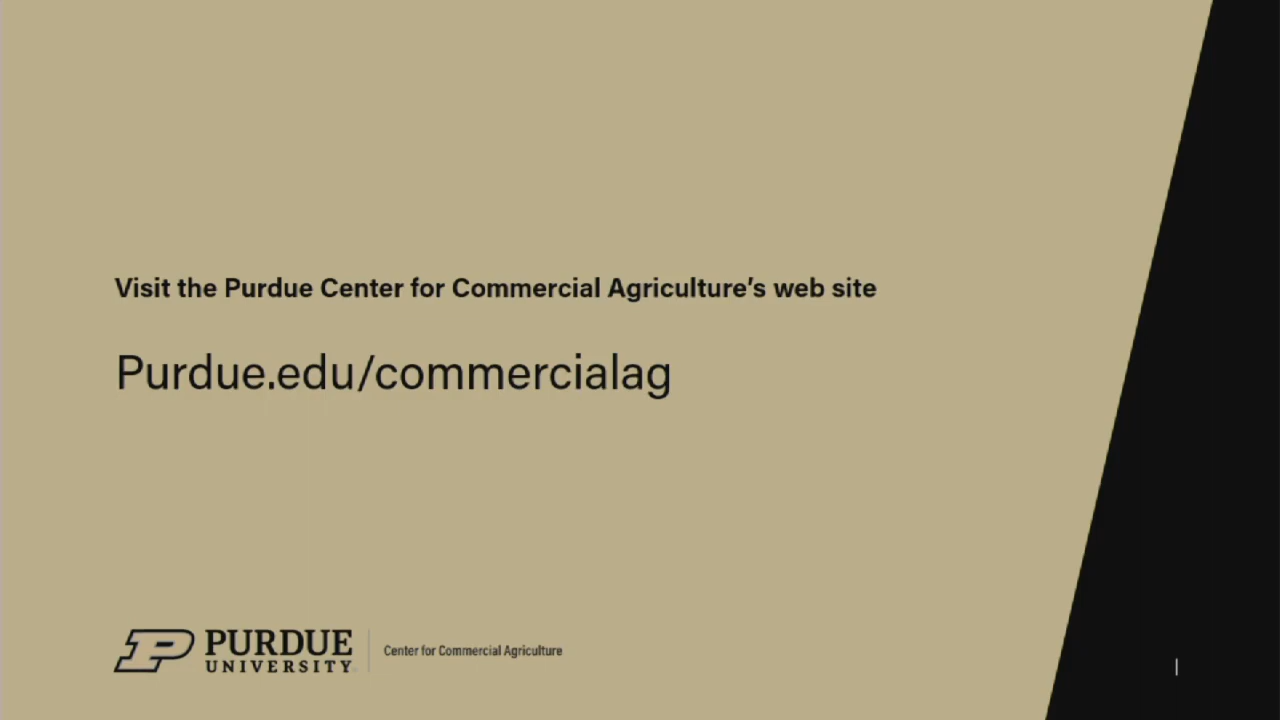 Visit the Purdue Center for Commercial Agriculture’s web site
Purdue.edu/commercialag
P PURDUE
UNIVERSITY
Center for Commercial Agriculture
|